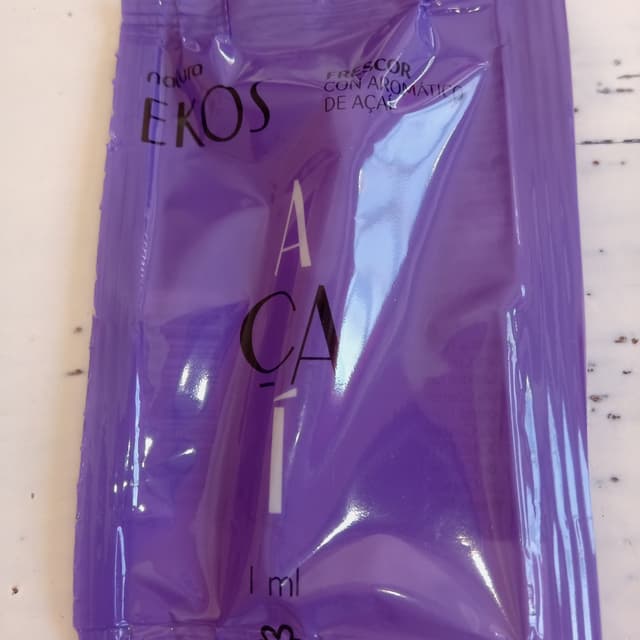 natura
EKOS
FRESCOR
CON AROMÁTICO
DE AÇAÍ
A
ÇA
Í
1 ml